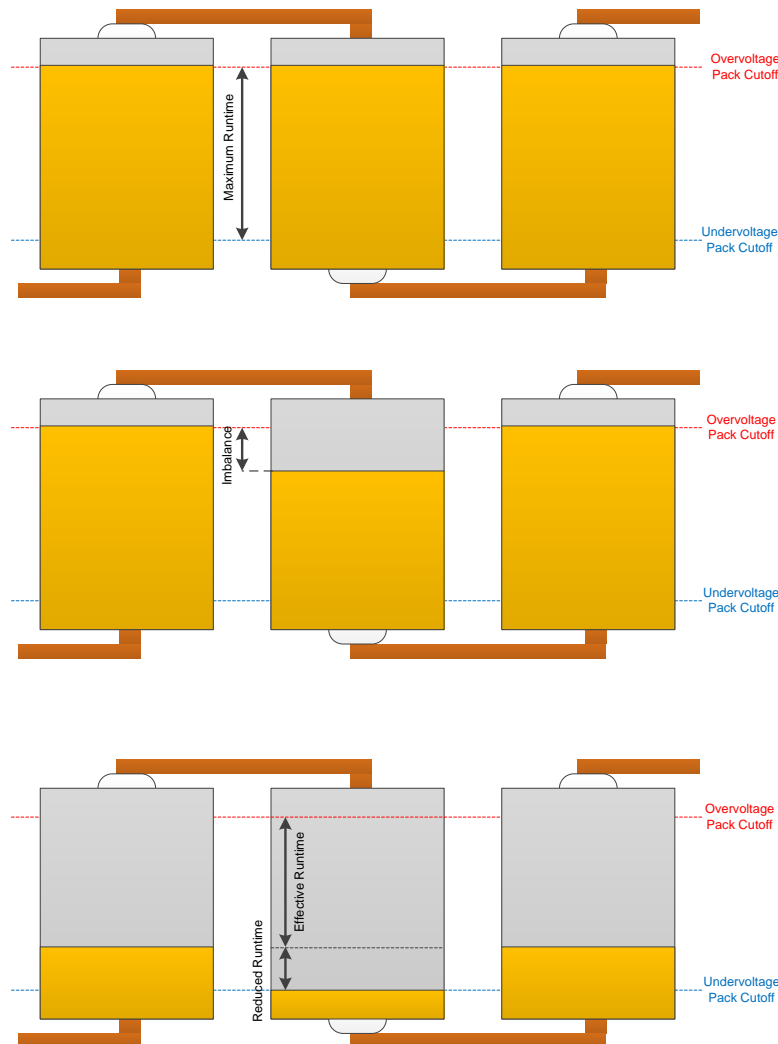 Overvoltage
Pack Cutoff
Maximum Runtime
Undervoltage
Pack Cutoff
Overvoltage
Pack Cutoff
Imbalance
Undervoltage
Pack Cutoff
Overvoltage
Pack Cutoff
Effective Runtime
Reduced Runtime
Undervoltage
Pack Cutoff